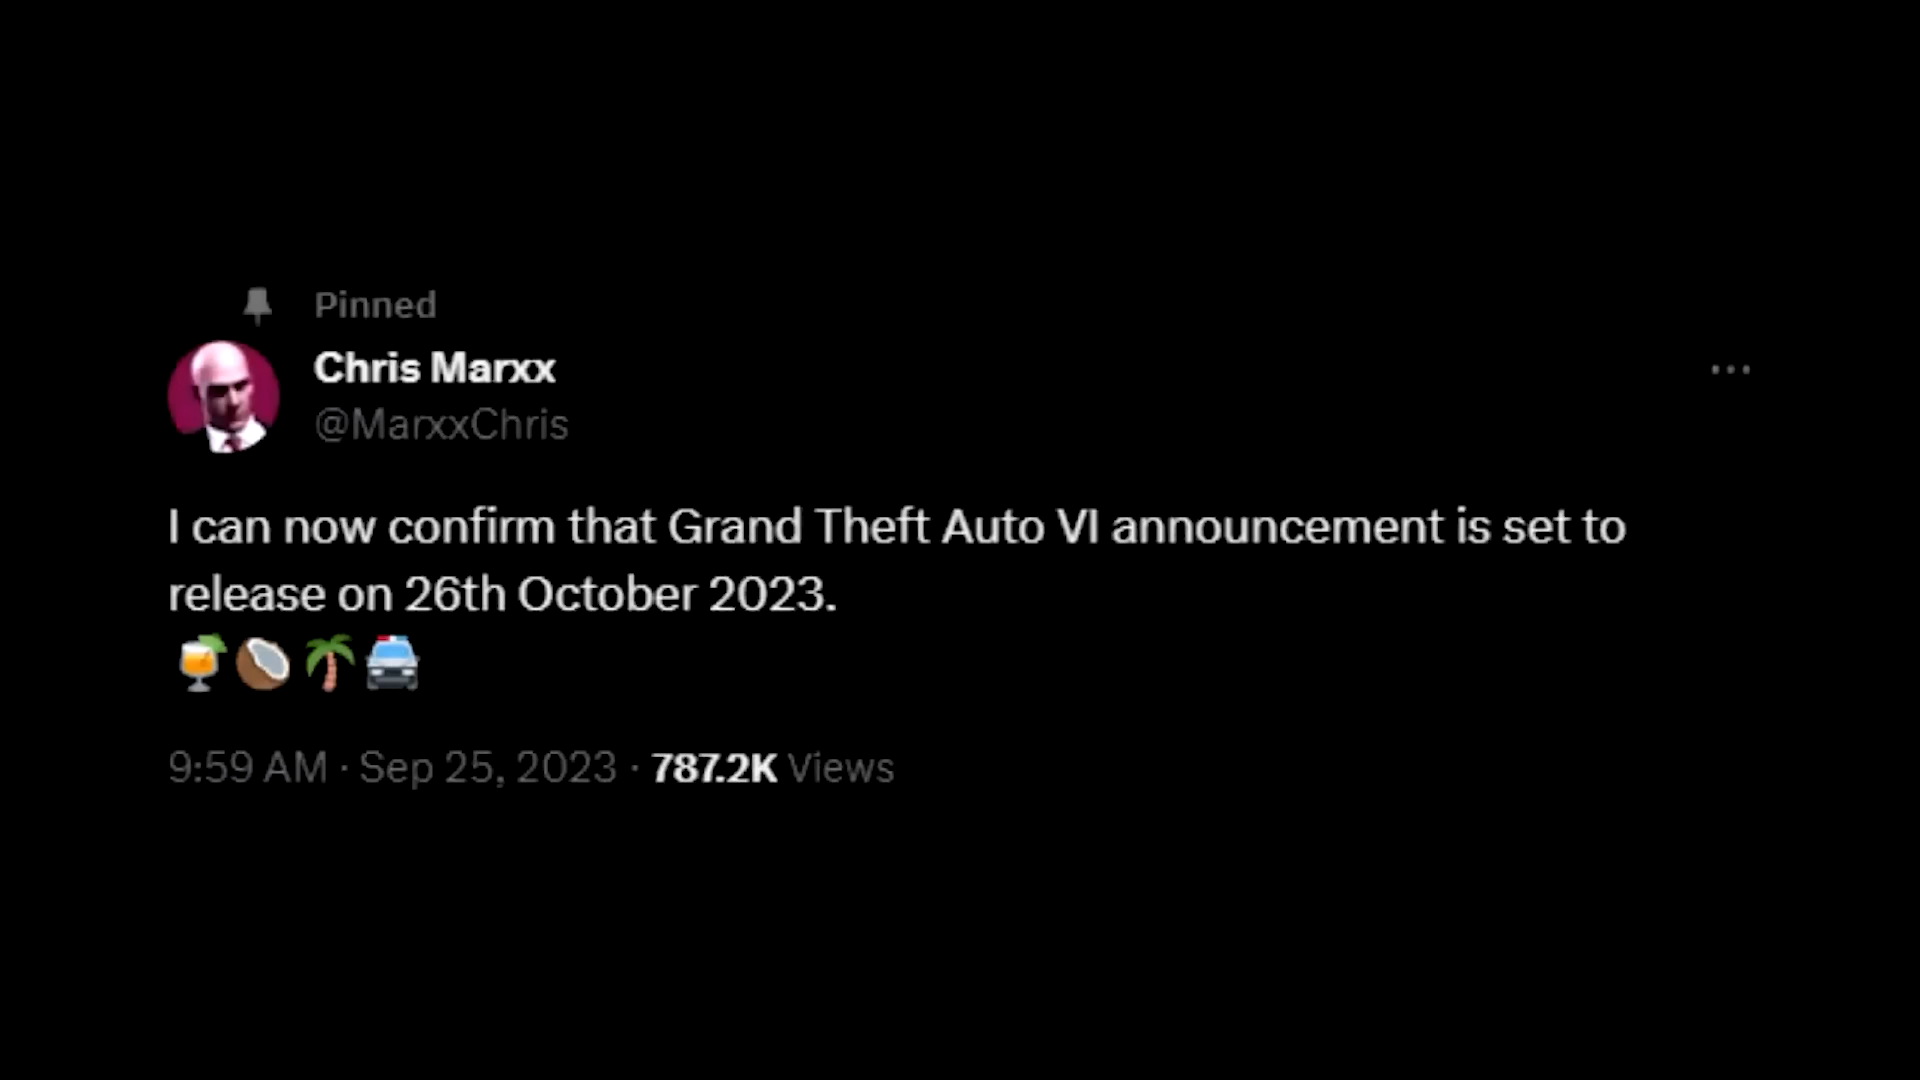 Pinned
Chris Marxx
@MarxxChris
I can now confirm that Grand Theft Auto VI announcement is set to
release on 26th October 2023.
🍹🥥🌴🚔
9:59 AM · Sep 25, 2023 · 787.2K Views